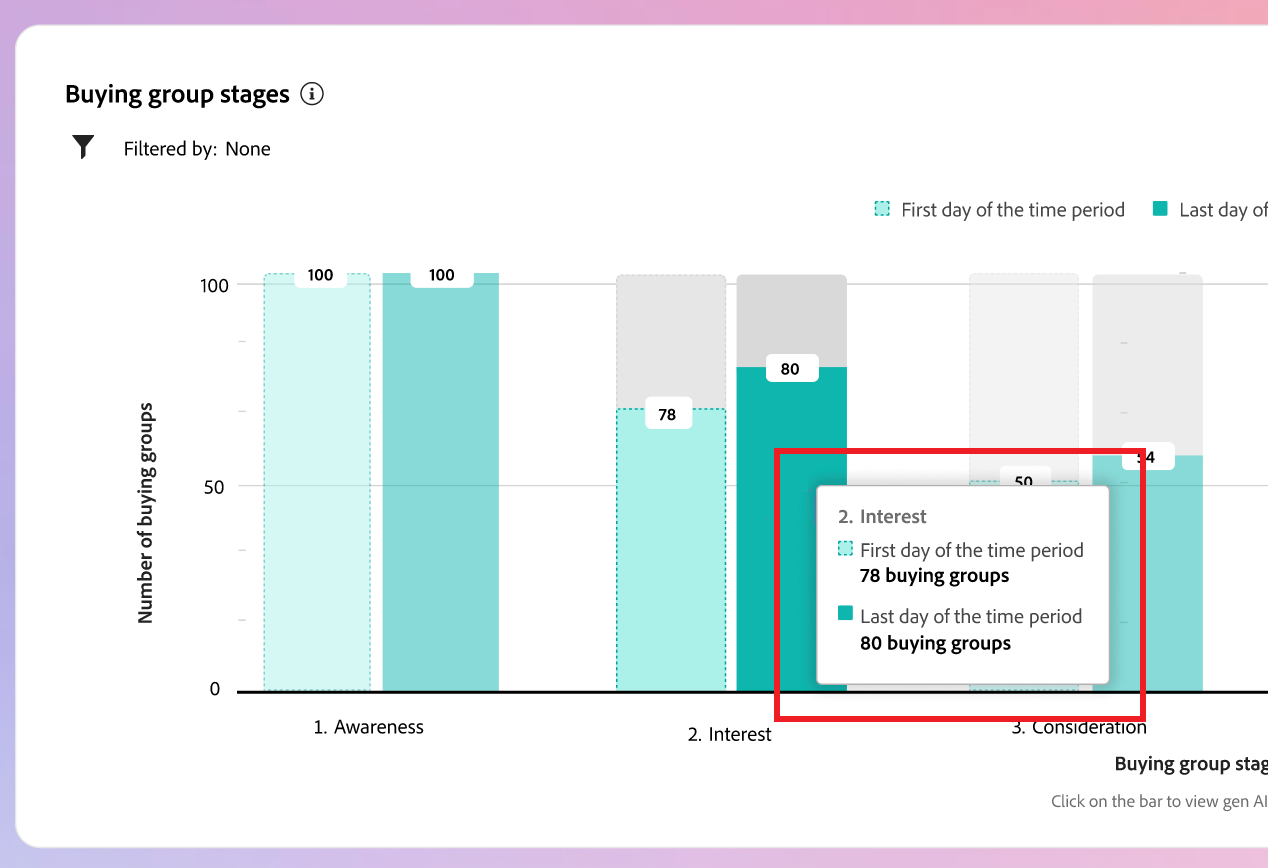 Buying group stages
Filtered by: None
First day of the time period
Last day of
100
50
0
Number of buying groups
100
100
78
80
50
54
2. Interest
First day of the time period
78 buying groups
Last day of the time period
80 buying groups
1. Awareness
2. Interest
3. Consideration
Buying group stag
Click on the bar to view gen AI